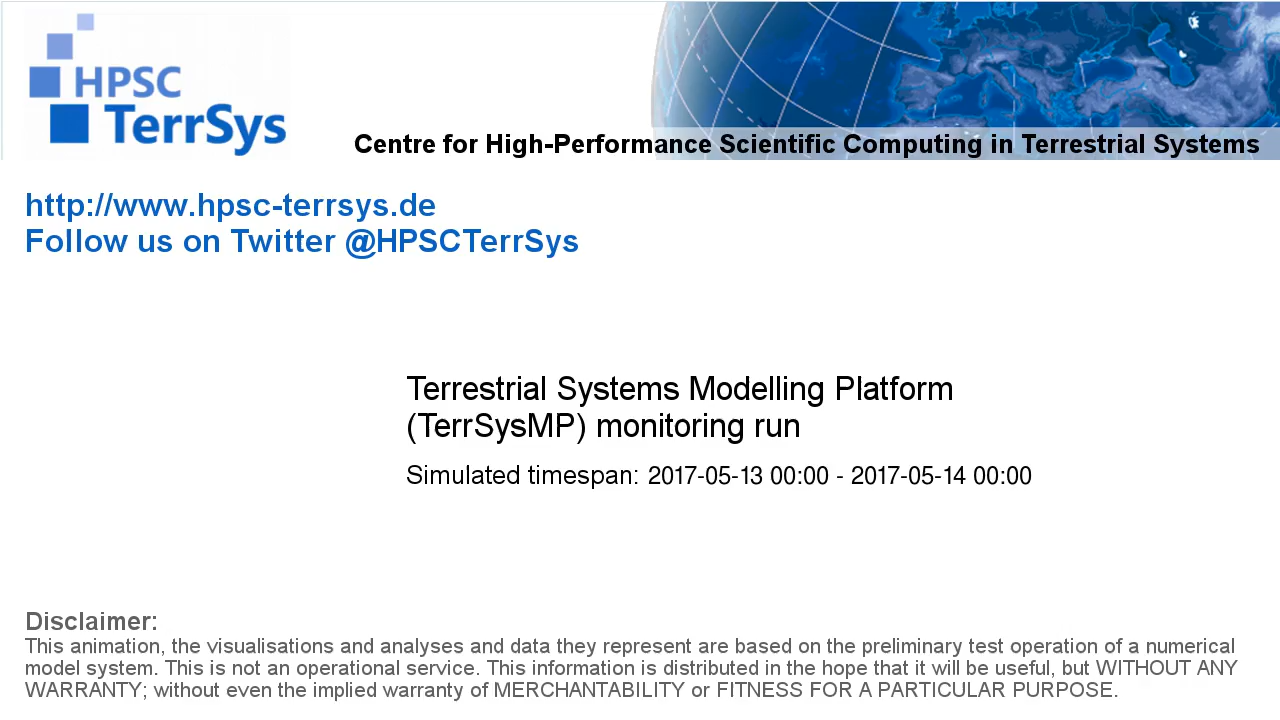 HPSC
TerrSys
Centre for High-Performance Scientific Computing in Terrestrial Systems
http://www.hpsc-terrsys.de
Follow us on Twitter @HPSCTerrSys
Terrestrial Systems Modelling Platform
(TerrSysMP) monitoring run
Simulated timespan: 2017-05-13 00:00 - 2017-05-14 00:00
Disclaimer:
This animation, the visualisations and analyses and data they represent are based on the preliminary test operation of a numerical
model system. This is not an operational service. This information is distributed in the hope that it will be useful, but WITHOUT ANY
WARRANTY; without even the implied warranty of MERCHANTABILITY or FITNESS FOR A PARTICULAR PURPOSE.